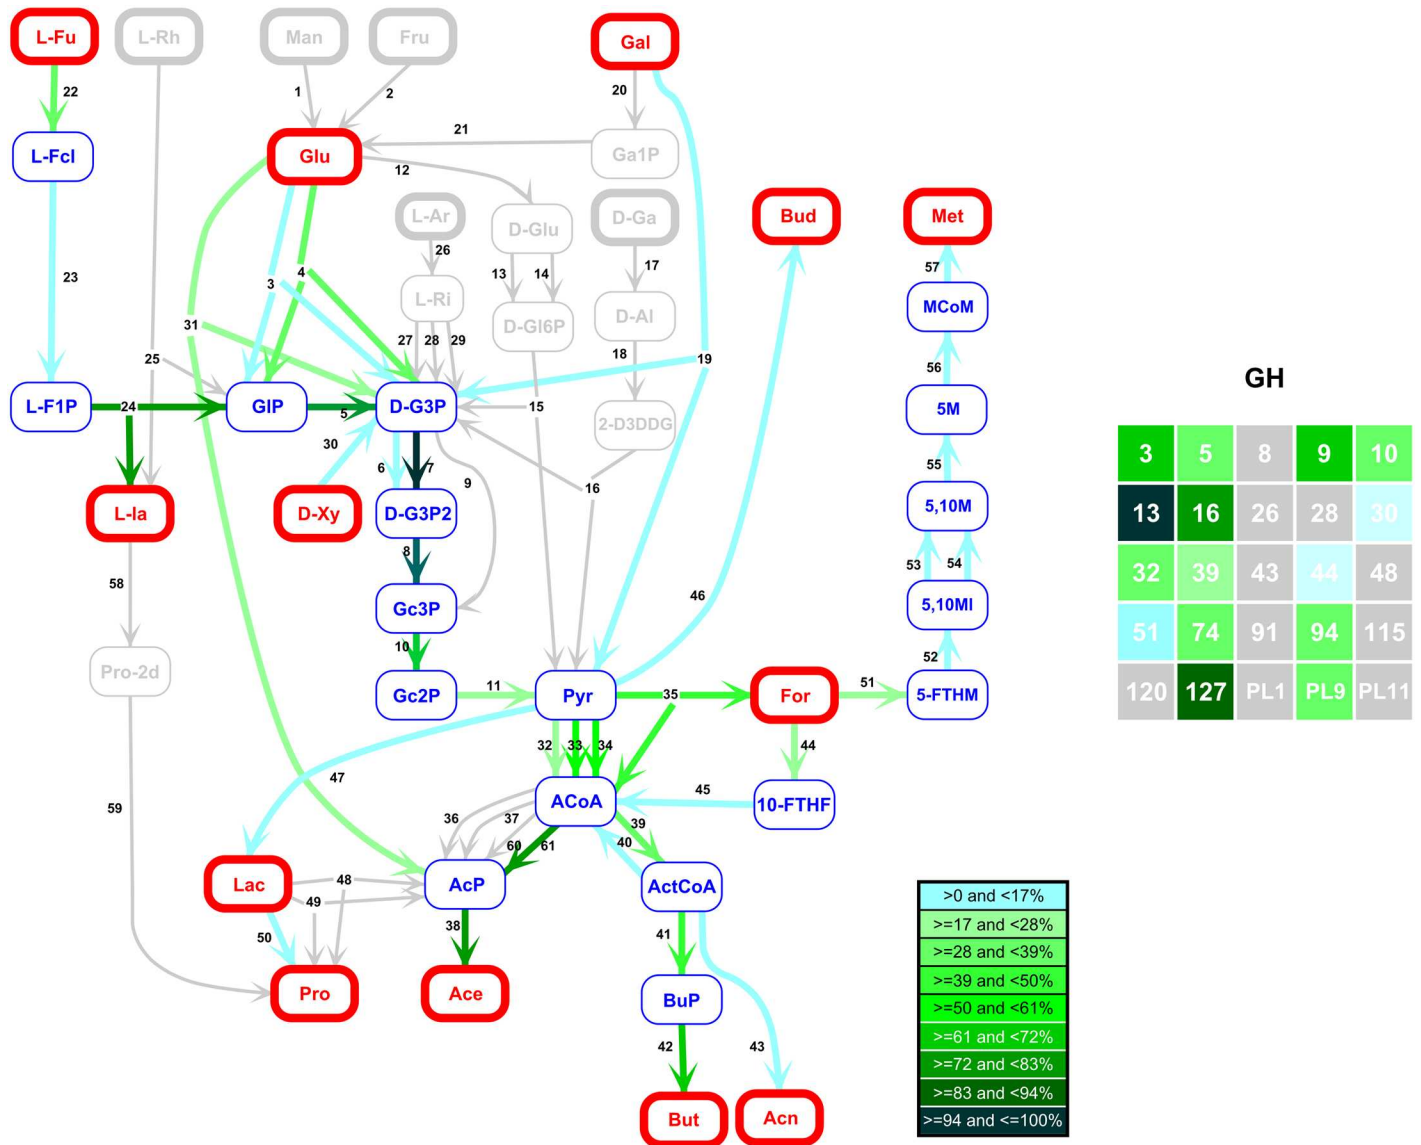 L-Fu
L-Rh
Man
Fru
Gal
22
1
2
20
21
L-Fcl
Glu
Ga1P
12
L-Ar
D-Glu
D-Ga
Bud
Met
26
13
14
17
57
23
3
4
L-Ri
MCoM
31
D-Gl6P
D-Al
27
28
29
18
19
56
25
24
15
L-F1P
GlP
5
D-G3P
2-D3DDG
5M
30
6
7
9
16
55
L-la
D-Xy
D-G3P2
5,10M
8
53
54
58
Gc3P
46
5,10Ml
10
52
Pro-2d
Gc2P
11
Pyr
35
For
51
5-FTHM
32
33
34
44
47
59
ACoA
45
10-FTHF
36
37
39
60
61
40
Lac
48
AcP
ActCoA
49
50
38
41
Pro
Ace
BuP
42
43
But
Acn
GH
3 5 8 9 10
13 16 26 28 30
32 39 43 44 48
51 74 91 94 115
120 127 PL1 PL9 PL11
>0 and <17%
>=17 and <28%
>=28 and <39%
>=39 and <50%
>=50 and <61%
>=61 and <72%
>=72 and <83%
>=83 and <94%
>=94 and <=100%